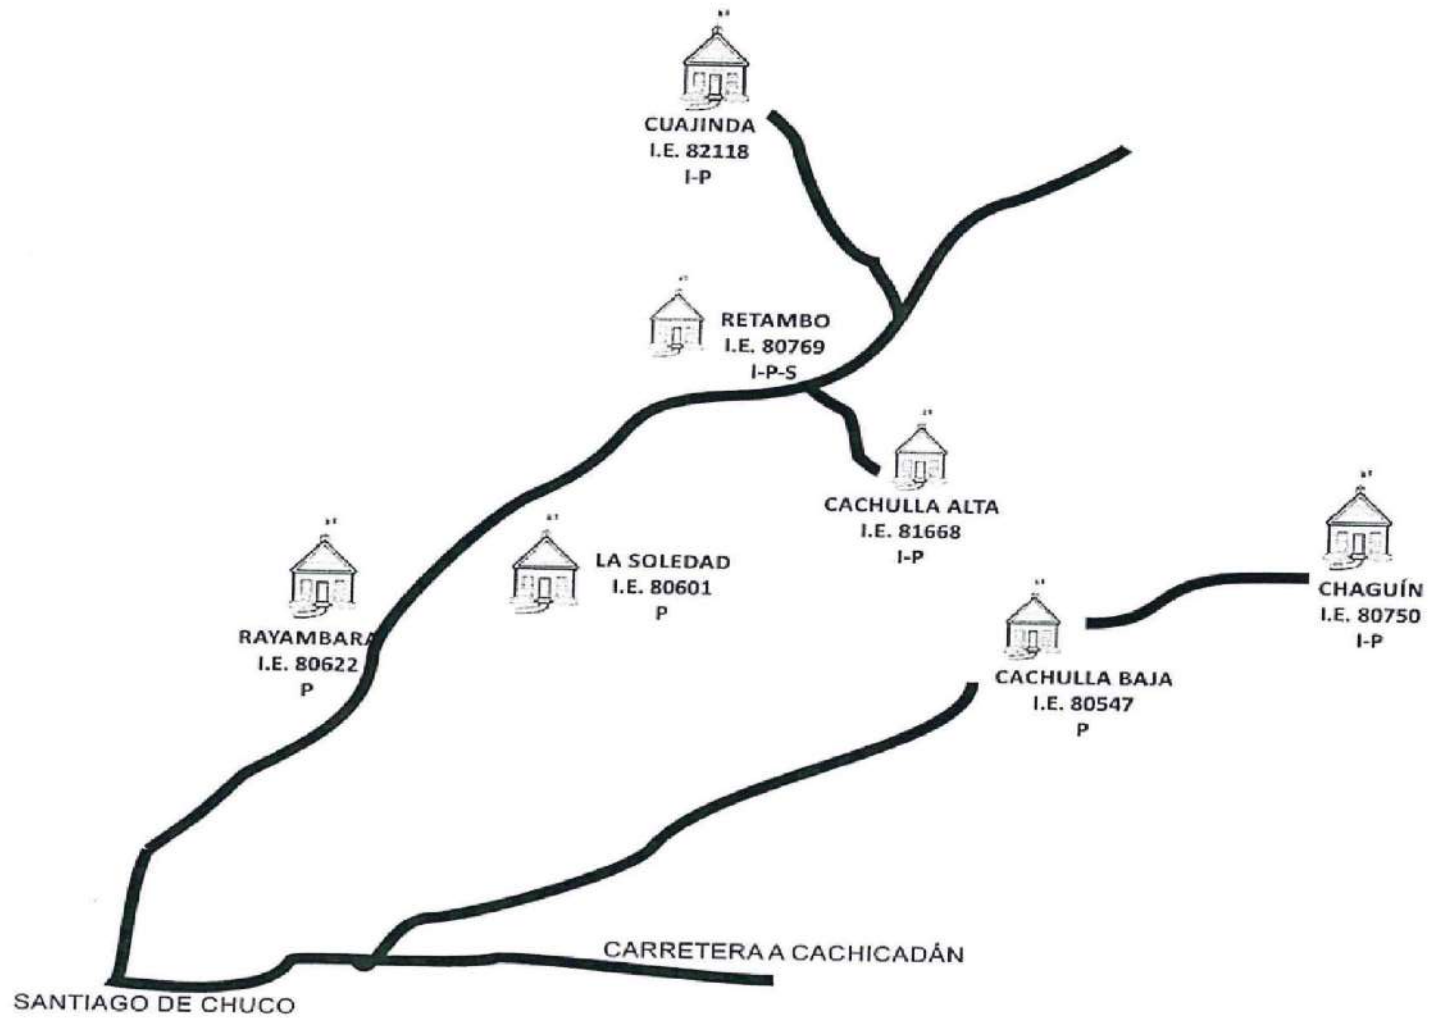 CUAJINDA
I.E. 82118
I-P
RETAMBO
I.E. 80769
I-P-S
CACHULLA ALTA
I.E. 81668
I-P
LA SOLEDAD
I.E. 80601
P
RAYAMBARA
I.E. 80622
P
CHAGUÍN
I.E. 80750
I-P
CACHULLA BAJA
I.E. 80547
P
CARRETERA A CACHICADÁN
SANTIAGO DE CHUCO